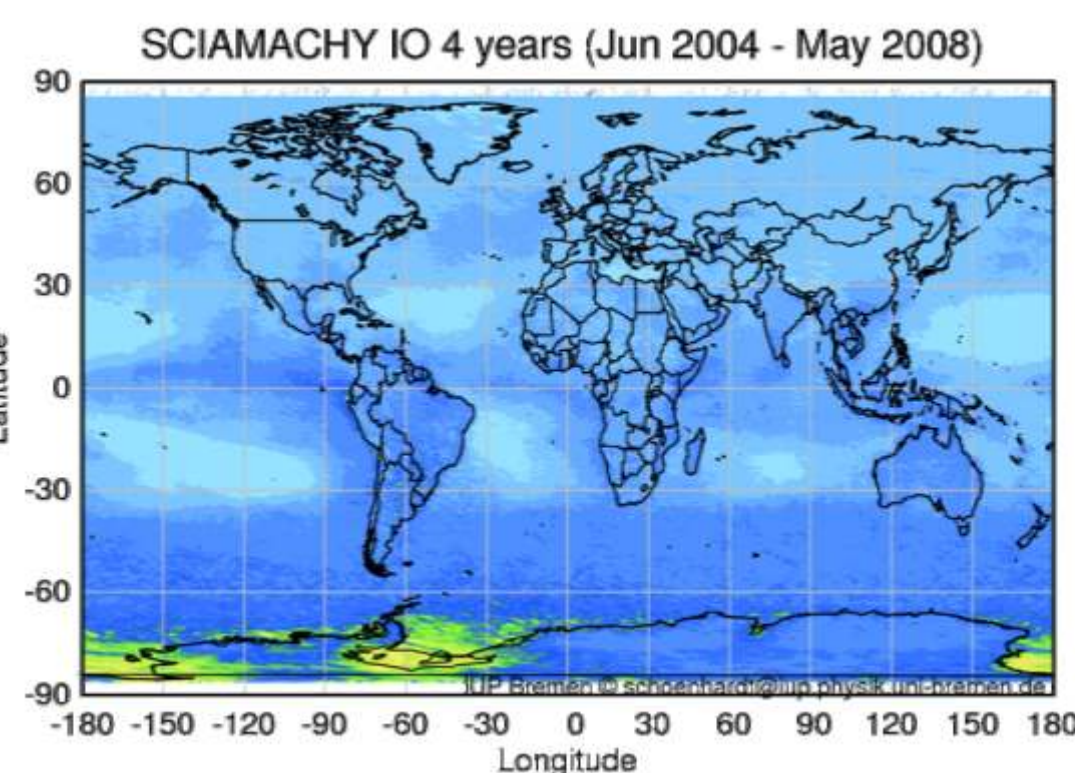 SCIAMACHY IO 4 years (Jun 2004 - May 2008)
90
60
30
0
-30
-60
-90
Latitude
IUP Bremen © schoenhardt@iup.physik.uni-bremen.de
-180 -150 -120 -90 -60 -30 0 30 60 90 120 150 180
Longitude